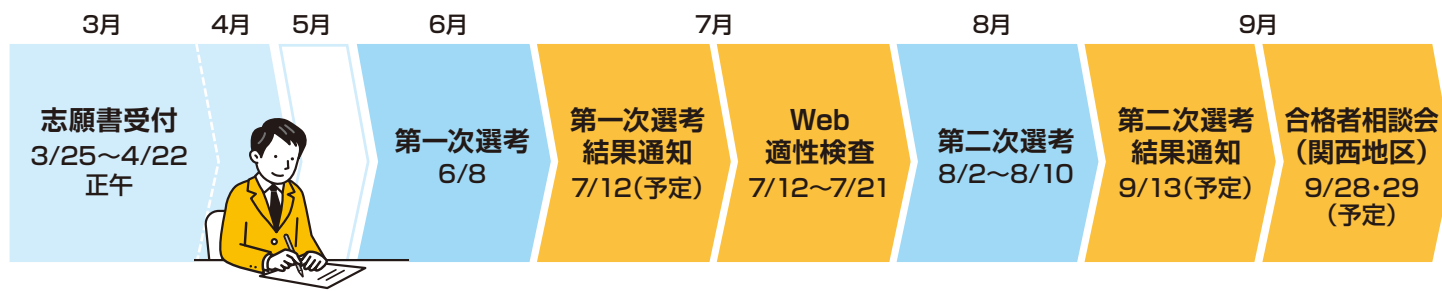 3月
4月
5月
6月
7月
8月
9月
志願書受付
3/25~4/22
正午
第一次選考
6/8
第一次選考
結果通知
7/12(予定)
Web
適性検査
7/12~7/21
第二次選考
8/2~8/10
第二次選考
結果通知
9/13(予定)
合格者相談会
(関西地区)
9/28・29
(予定)